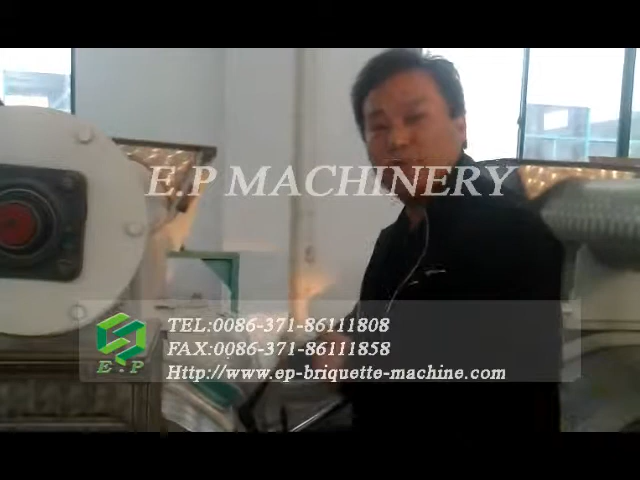 E.P MACHINERY
TEL:0086-371-86111808
FAX:0086-371-86111858
E.P
Http://www.ep-briquette-machine.com